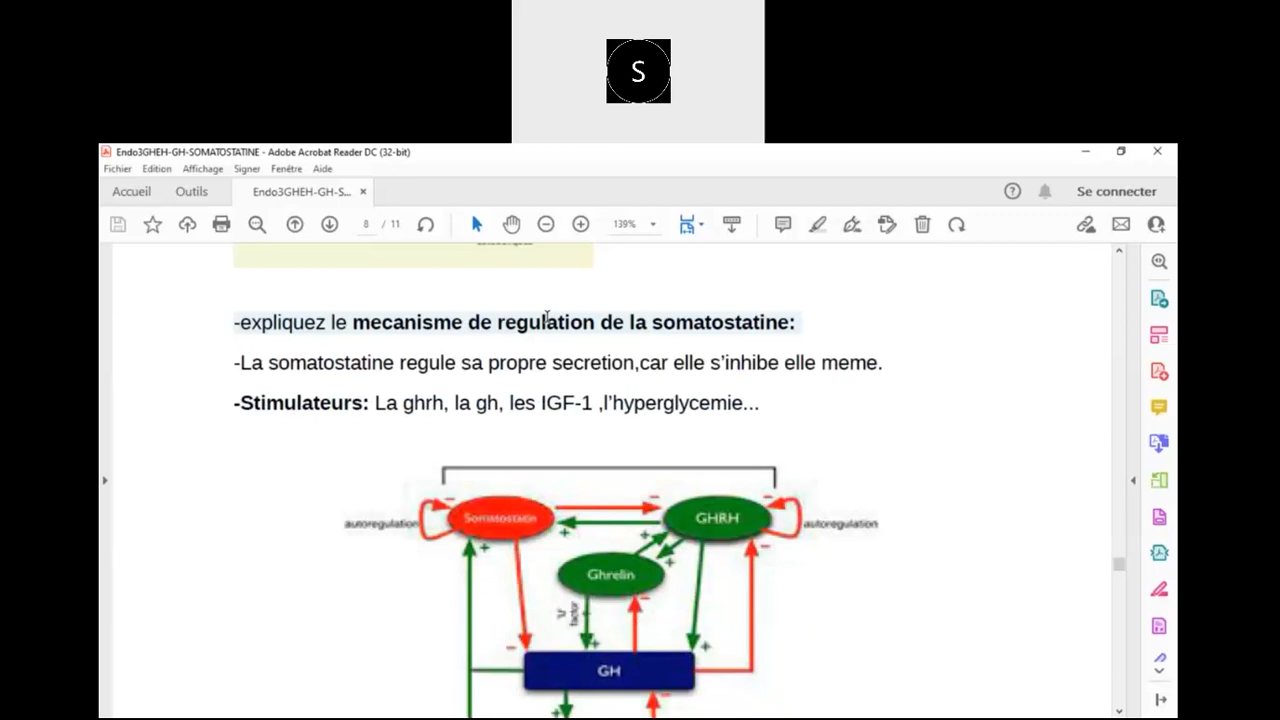 S
Endo3GHEH-GH-SOMATOSTATINE - Adobe Acrobat Reader DC (32-bit)
Fichier Edition Affichage Signer Fenêtre Aide
Accueil Outils Endo3GHEH-GH-S... × Se connecter
8 / 11 139%
-expliquez le mecanisme de regulation de la somatostatine:
-La somatostatine regule sa propre secretion,car elle s’inhibe elle meme.
-Stimulateurs: La ghrh, la gh, les IGF-1 ,l’hyperglycemie...
autoregulation Somatostatin GHRH autoregulation
Ghrelin
factor
GH